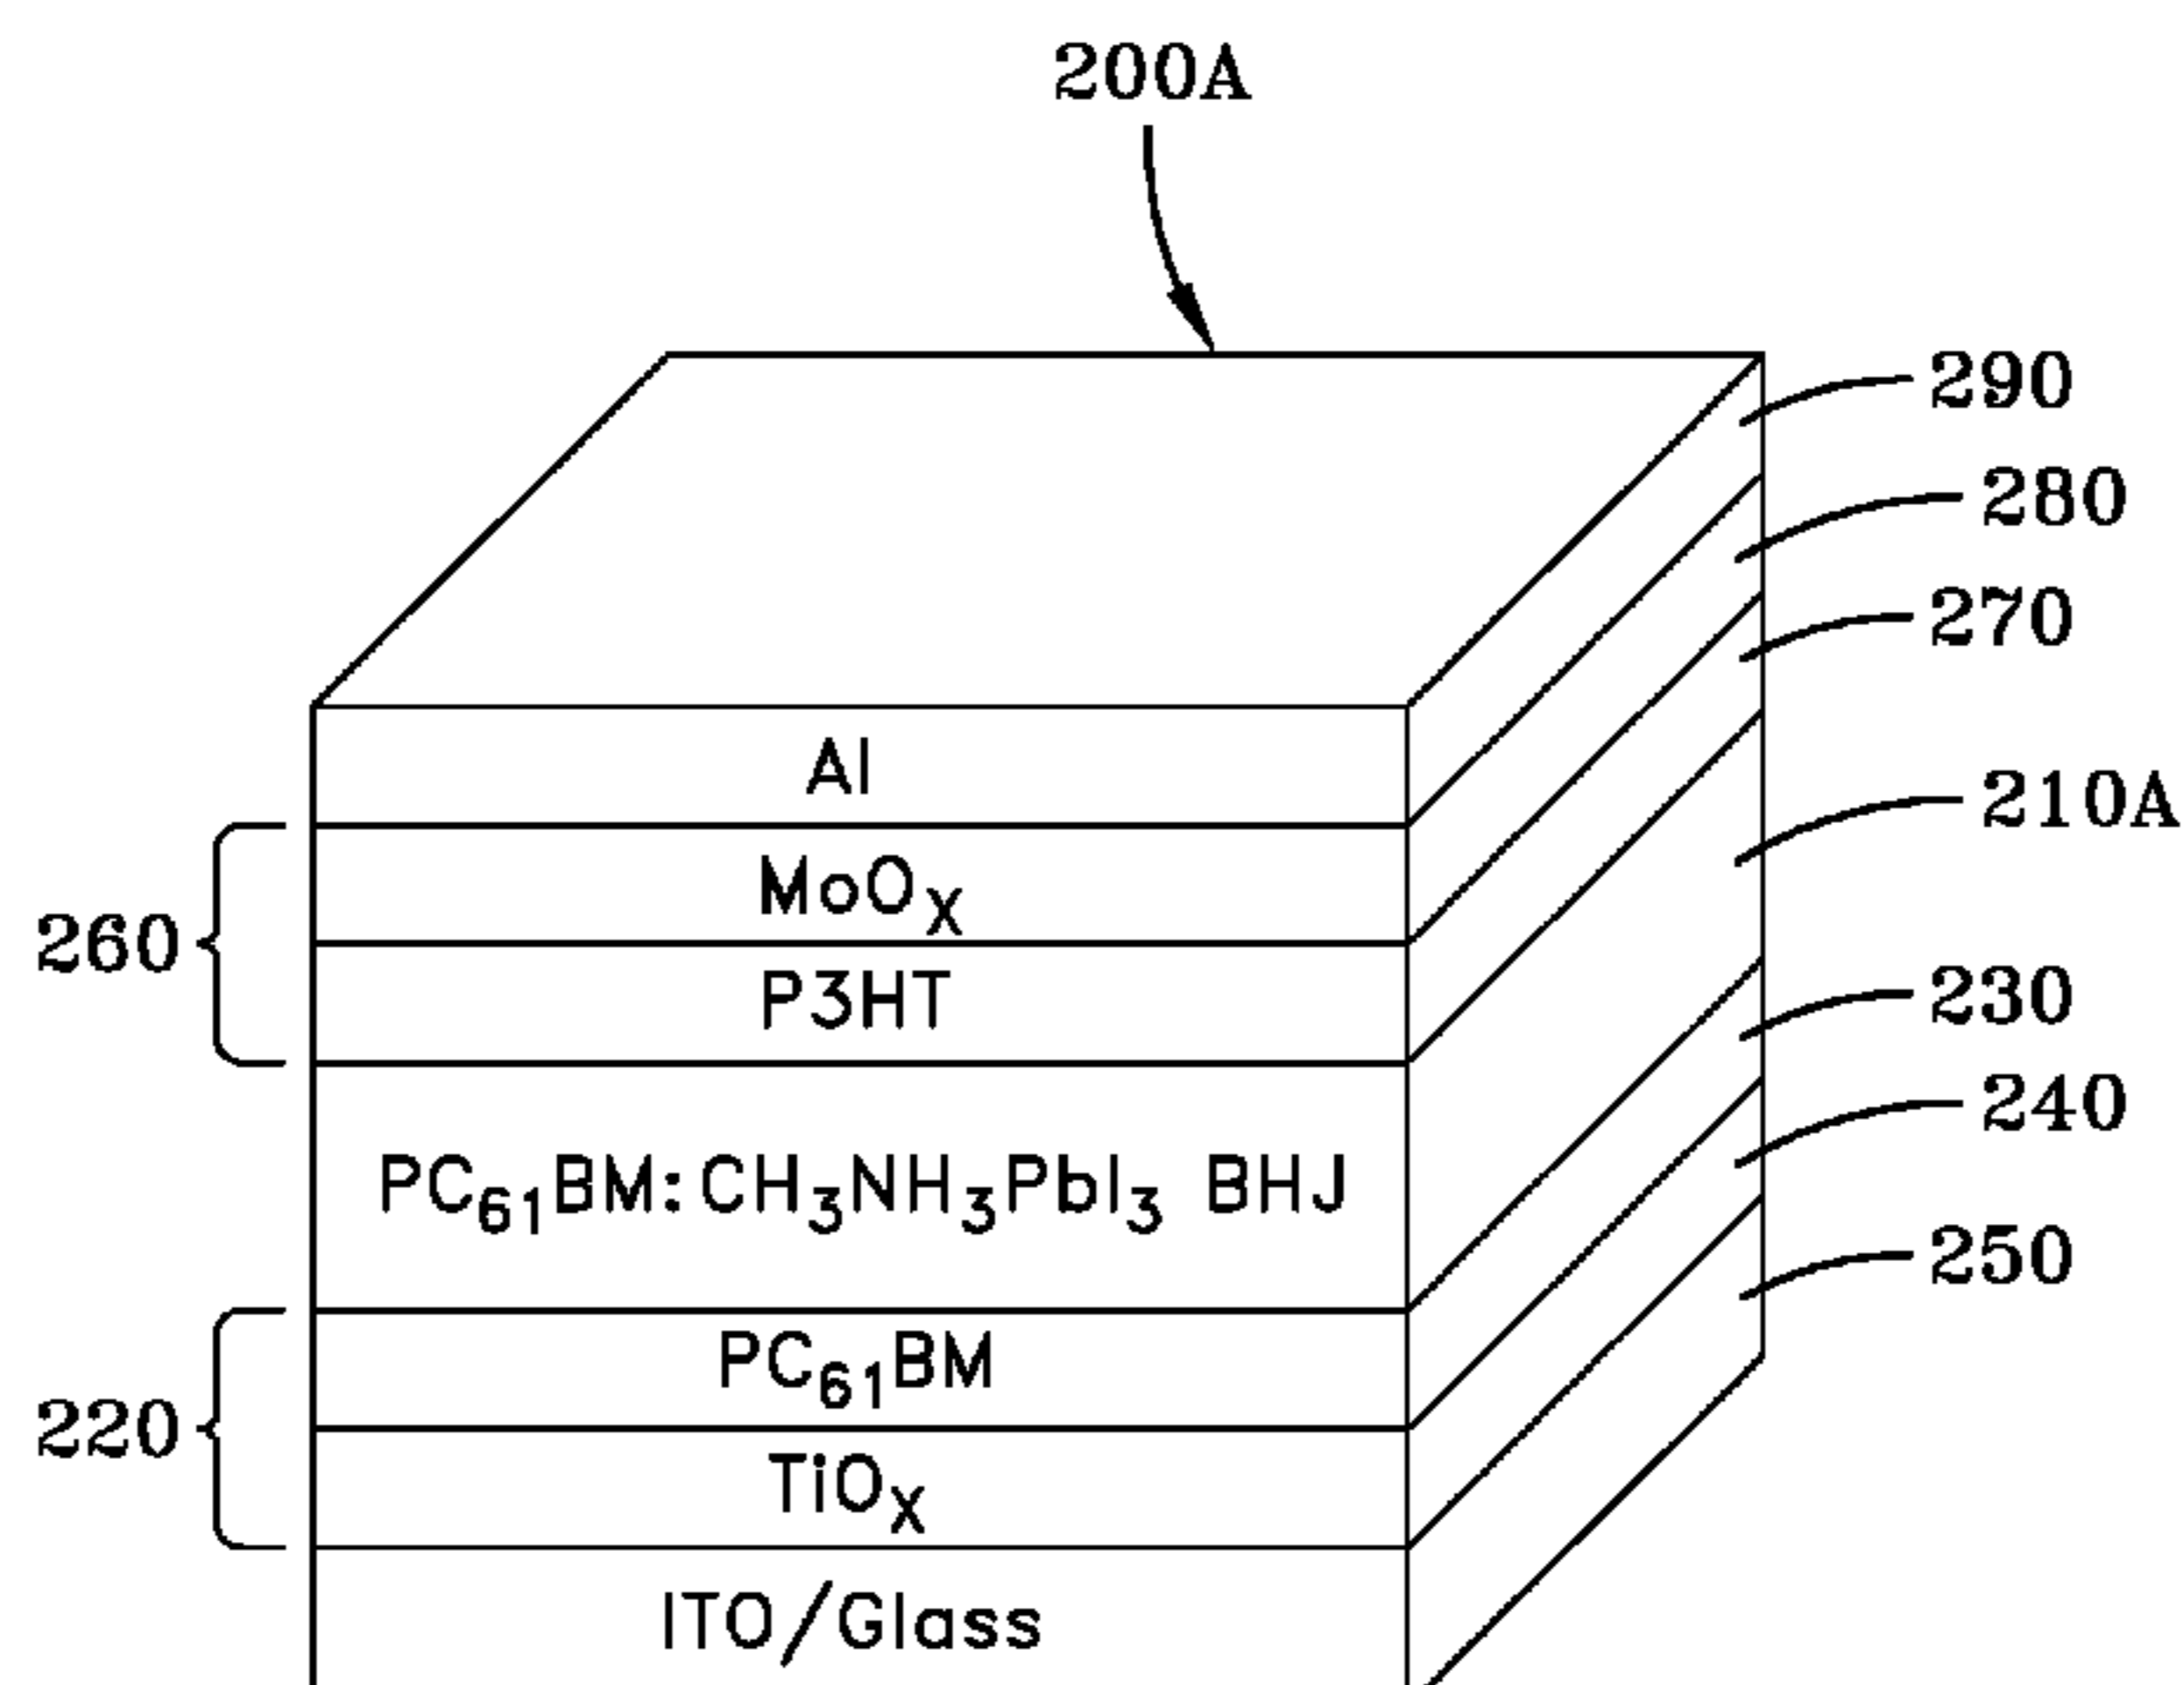 200A
290
280
270
210A
230
240
250
Al
MoOX
P3HT
PC61BM:CH3NH3PbI3 BHJ
PC61BM
TiOX
ITO/Glass
260
220